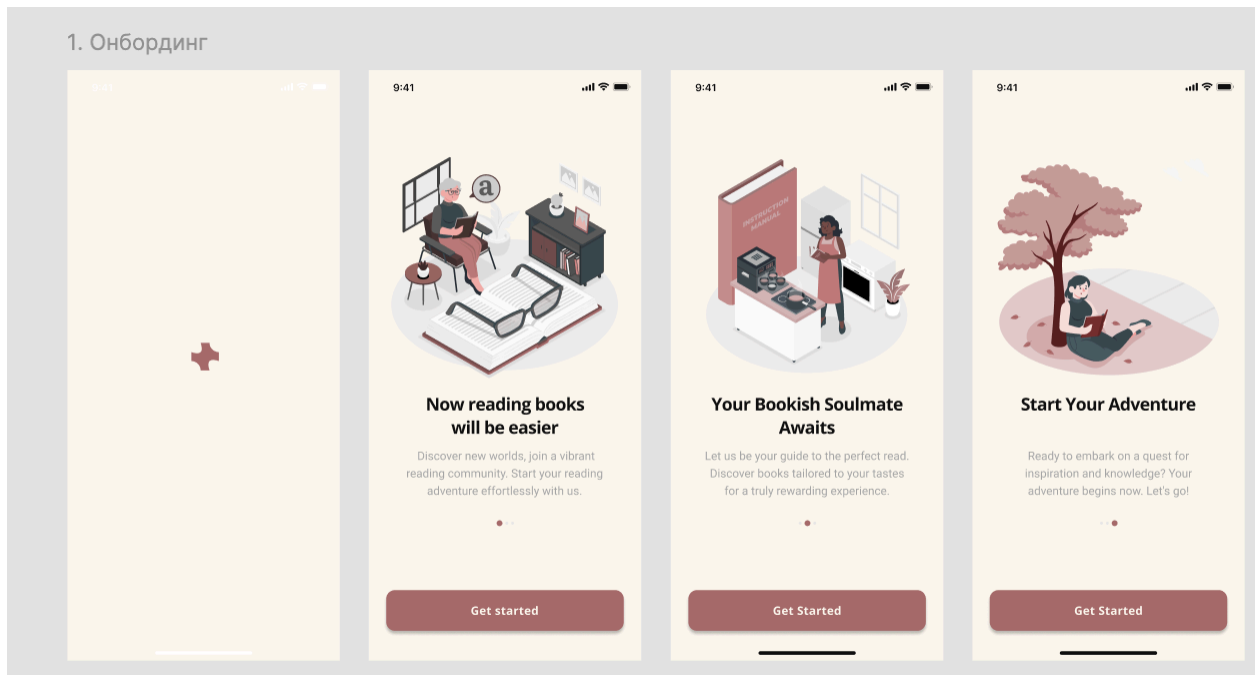 1. Онбординг
9:41
9:41
9:41
9:41
a
INSTRUCTION
MANUAL
Now reading books
will be easier
Discover new worlds, join a vibrant
reading community. Start your reading
adventure effortlessly with us.
Get started
Your Bookish Soulmate
Awaits
Let us be your guide to the perfect read.
Discover books tailored to your tastes
for a truly rewarding experience.
Get Started
Start Your Adventure
Ready to embark on a quest for
inspiration and knowledge? Your
adventure begins now. Let's go!
Get Started